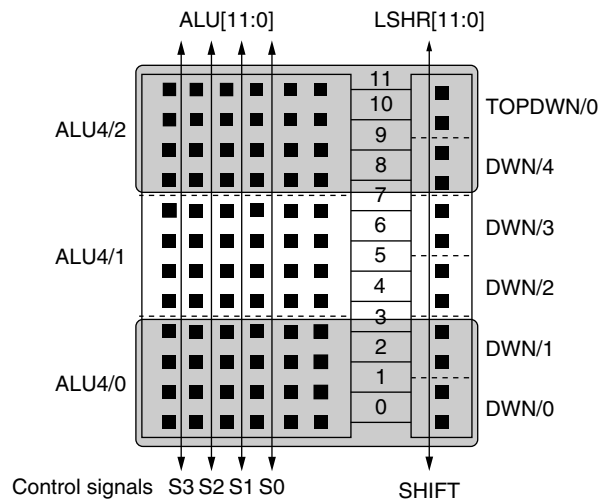 ALU[11:0] LSHR[11:0]
11
10 TOPDWN/0
ALU4/2 9
8 DWN/4
7
6 DWN/3
ALU4/1 5
4 DWN/2
3
2 DWN/1
ALU4/0 1
0 DWN/0
Control signals S3 S2 S1 S0 SHIFT